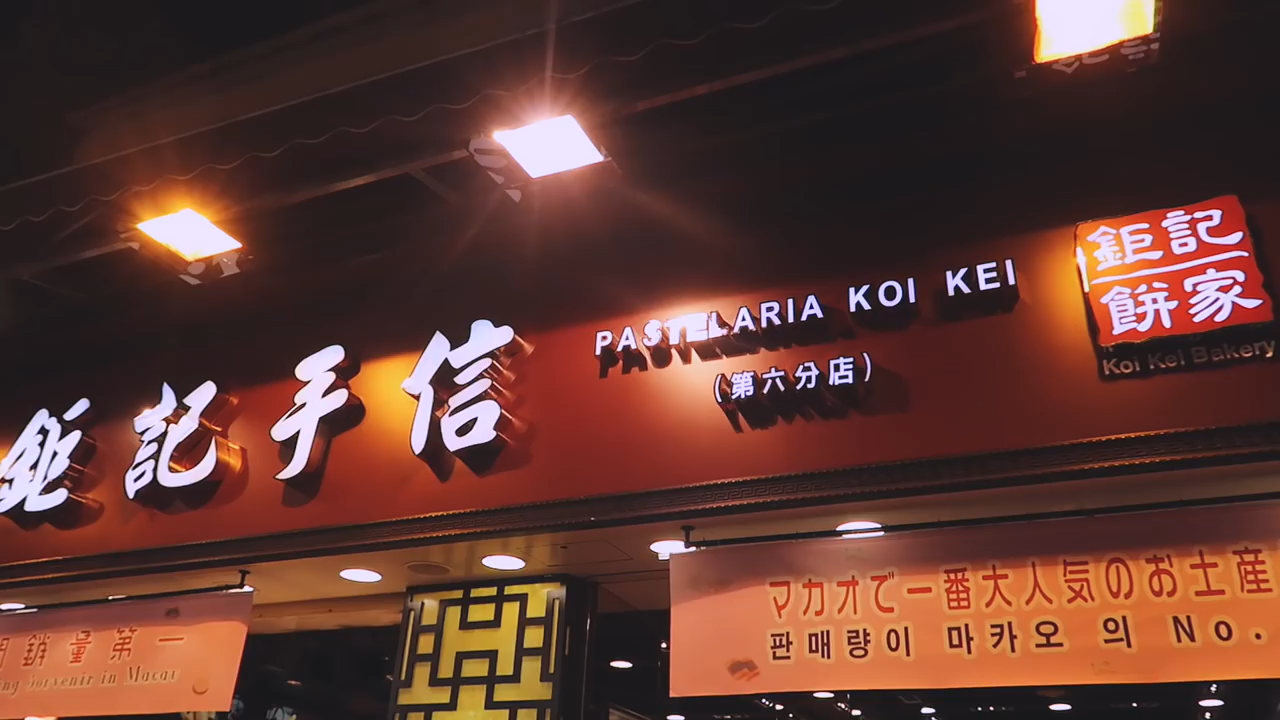 鉅記手信
PASTELARIA KOI KEI
(第六分店)
鉅記
餅家
Koi Kei Bakery
銷量第一
Souvenir in Macau
マカオで一番大人気のお土産
판매량이 마카오의 No.